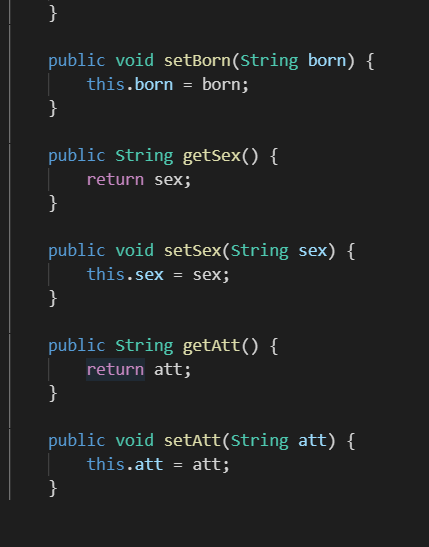 }
public void setBorn(String born) {
this.born = born;
}
public String getSex() {
return sex;
}
public void setSex(String sex) {
this.sex = sex;
}
public String getAtt() {
return att;
}
public void setAtt(String att) {
this.att = att;
}